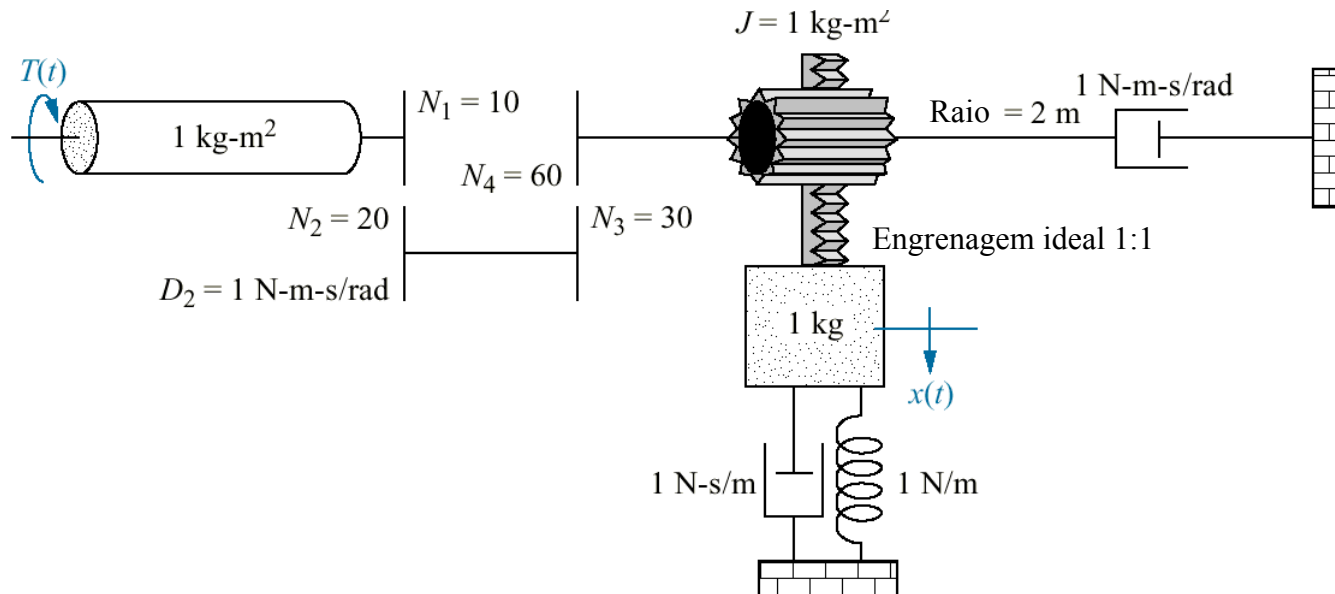 J = 1 kg-m²
T(t)
1 N-m-s/rad
N₁ = 10
Raio = 2 m
1 kg-m²
N₄ = 60
N₂ = 20
N₃ = 30
Engrenagem ideal 1:1
D₂ = 1 N-m-s/rad
1 kg
x(t)
1 N-s/m
1 N/m